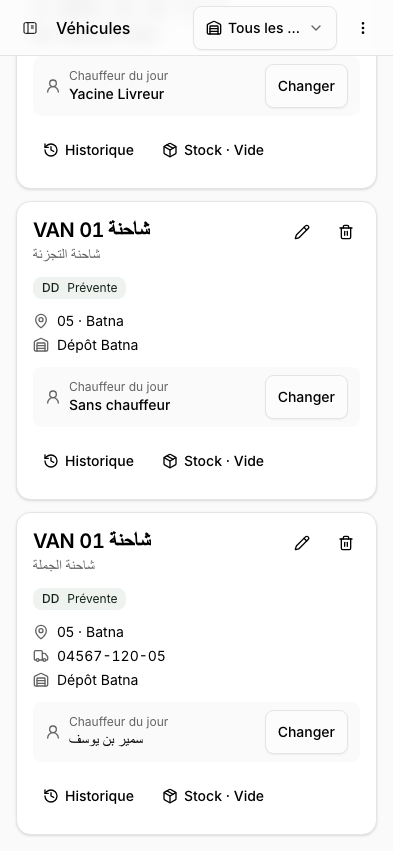 Véhicules
Tous les ...
Chauffeur du jour
Yacine Livreur
Changer
Historique
Stock · Vide
VAN 01 شاحنة
شاحنة التجزئة
DD Prévente
05 · Batna
Dépôt Batna
Chauffeur du jour
Sans chauffeur
Changer
Historique
Stock · Vide
VAN 01 شاحنة
شاحنة الجملة
DD Prévente
05 · Batna
04567-120-05
Dépôt Batna
Chauffeur du jour
سمير بن يوسف
Changer
Historique
Stock · Vide